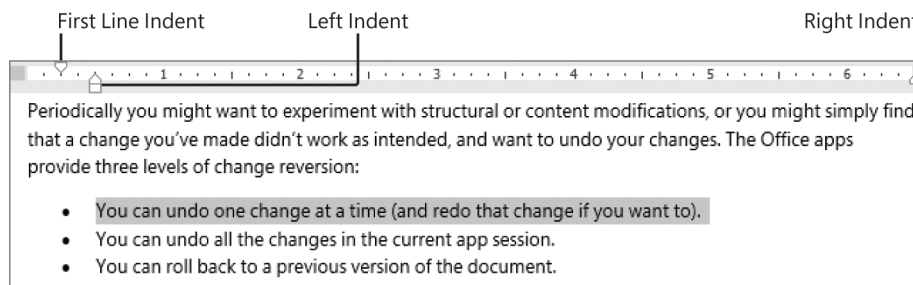 First Line Indent Left Indent Right Indent
1 2 3 4 5 6
Periodically you might want to experiment with structural or content modifications, or you might simply find
that a change you've made didn't work as intended, and want to undo your changes. The Office apps
provide three levels of change reversion:
• You can undo one change at a time (and redo that change if you want to).
• You can undo all the changes in the current app session.
• You can roll back to a previous version of the document.